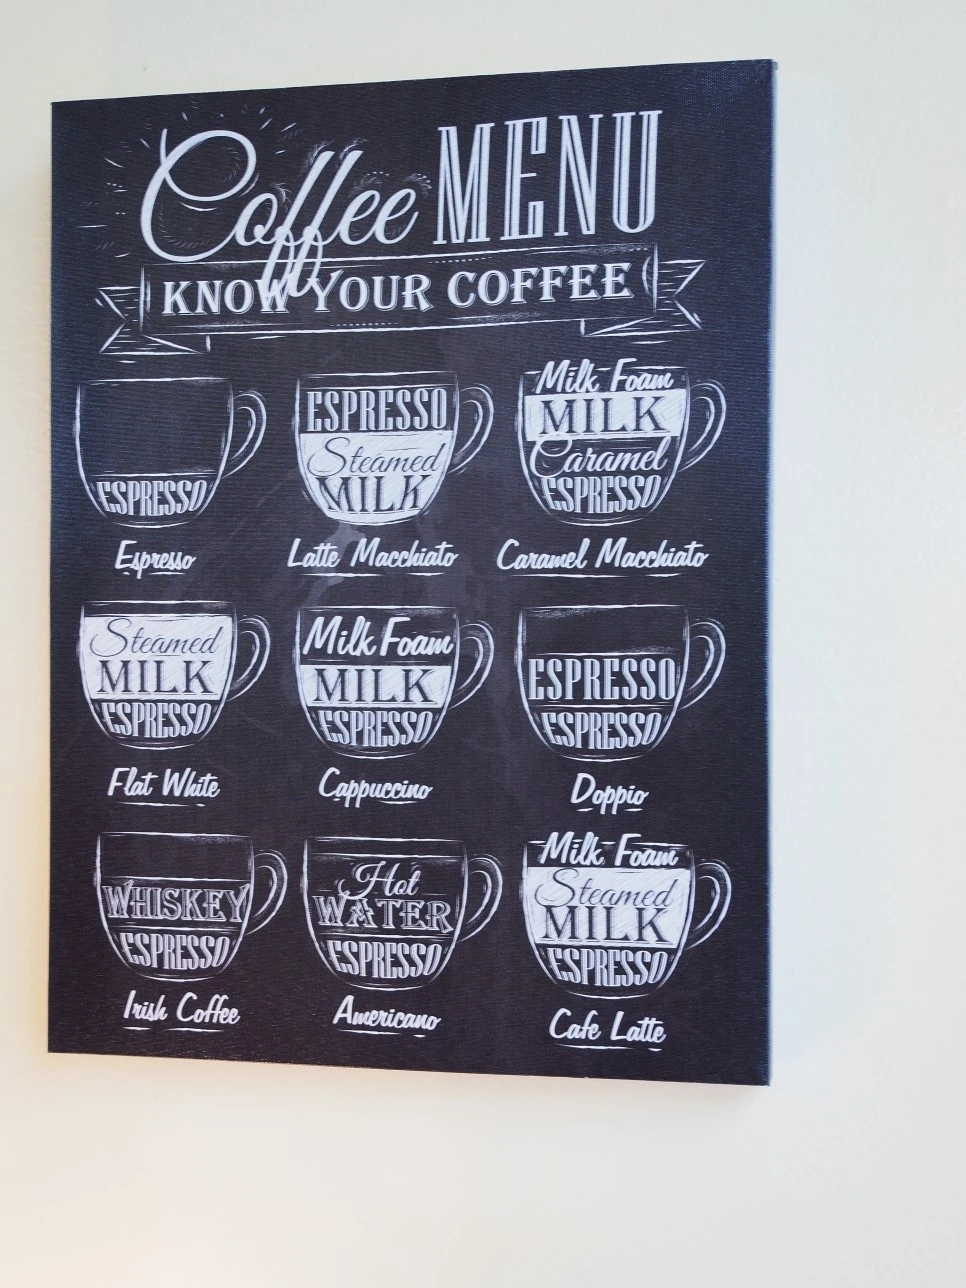 Coffee MENU
KNOW YOUR COFFEE
ESPRESSO
Espresso
ESPRESSO
Steamed
MILK
Latte Macchiato
Milk Foam
MILK
Caramel
ESPRESSO
Caramel Macchiato
Steamed
MILK
ESPRESSO
Flat White
Milk Foam
MILK
ESPRESSO
Cappuccino
ESPRESSO
ESPRESSO
Doppio
WHISKEY
ESPRESSO
Irish Coffee
Hot
WATER
ESPRESSO
Americano
Milk Foam
Steamed
MILK
ESPRESSO
Cafe Latte